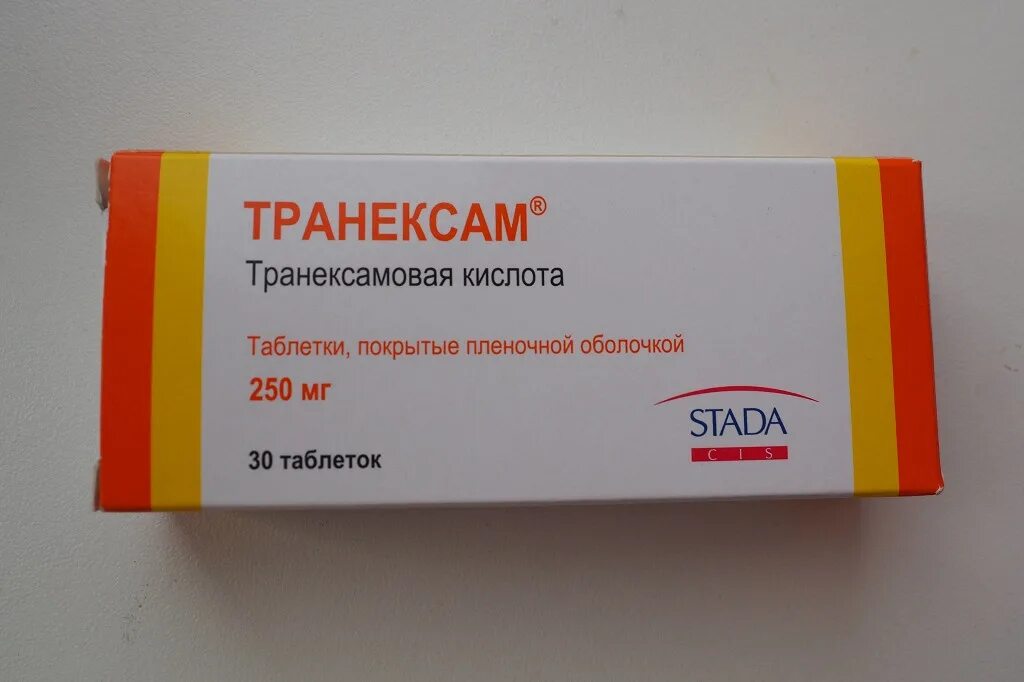 ТРАНЕКСАМ®
Транексамовая кислота
Таблетки, покрытые пленочной оболочкой
250 мг
30 таблеток
STADA
CIS